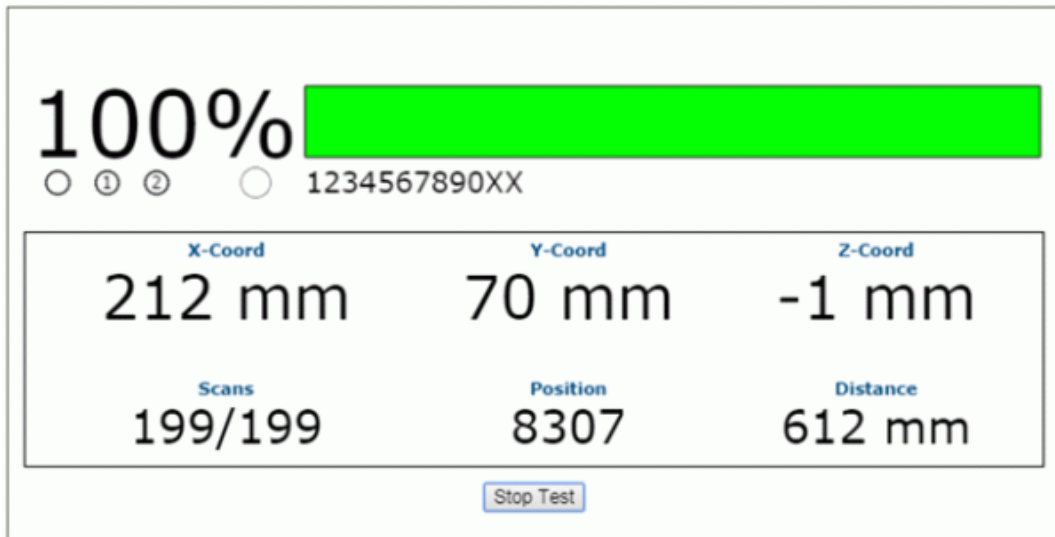 100%
① ② 1234567890XX
X-Coord Y-Coord Z-Coord
212 mm 70 mm -1 mm
Scans Position Distance
199/199 8307 612 mm
Stop Test